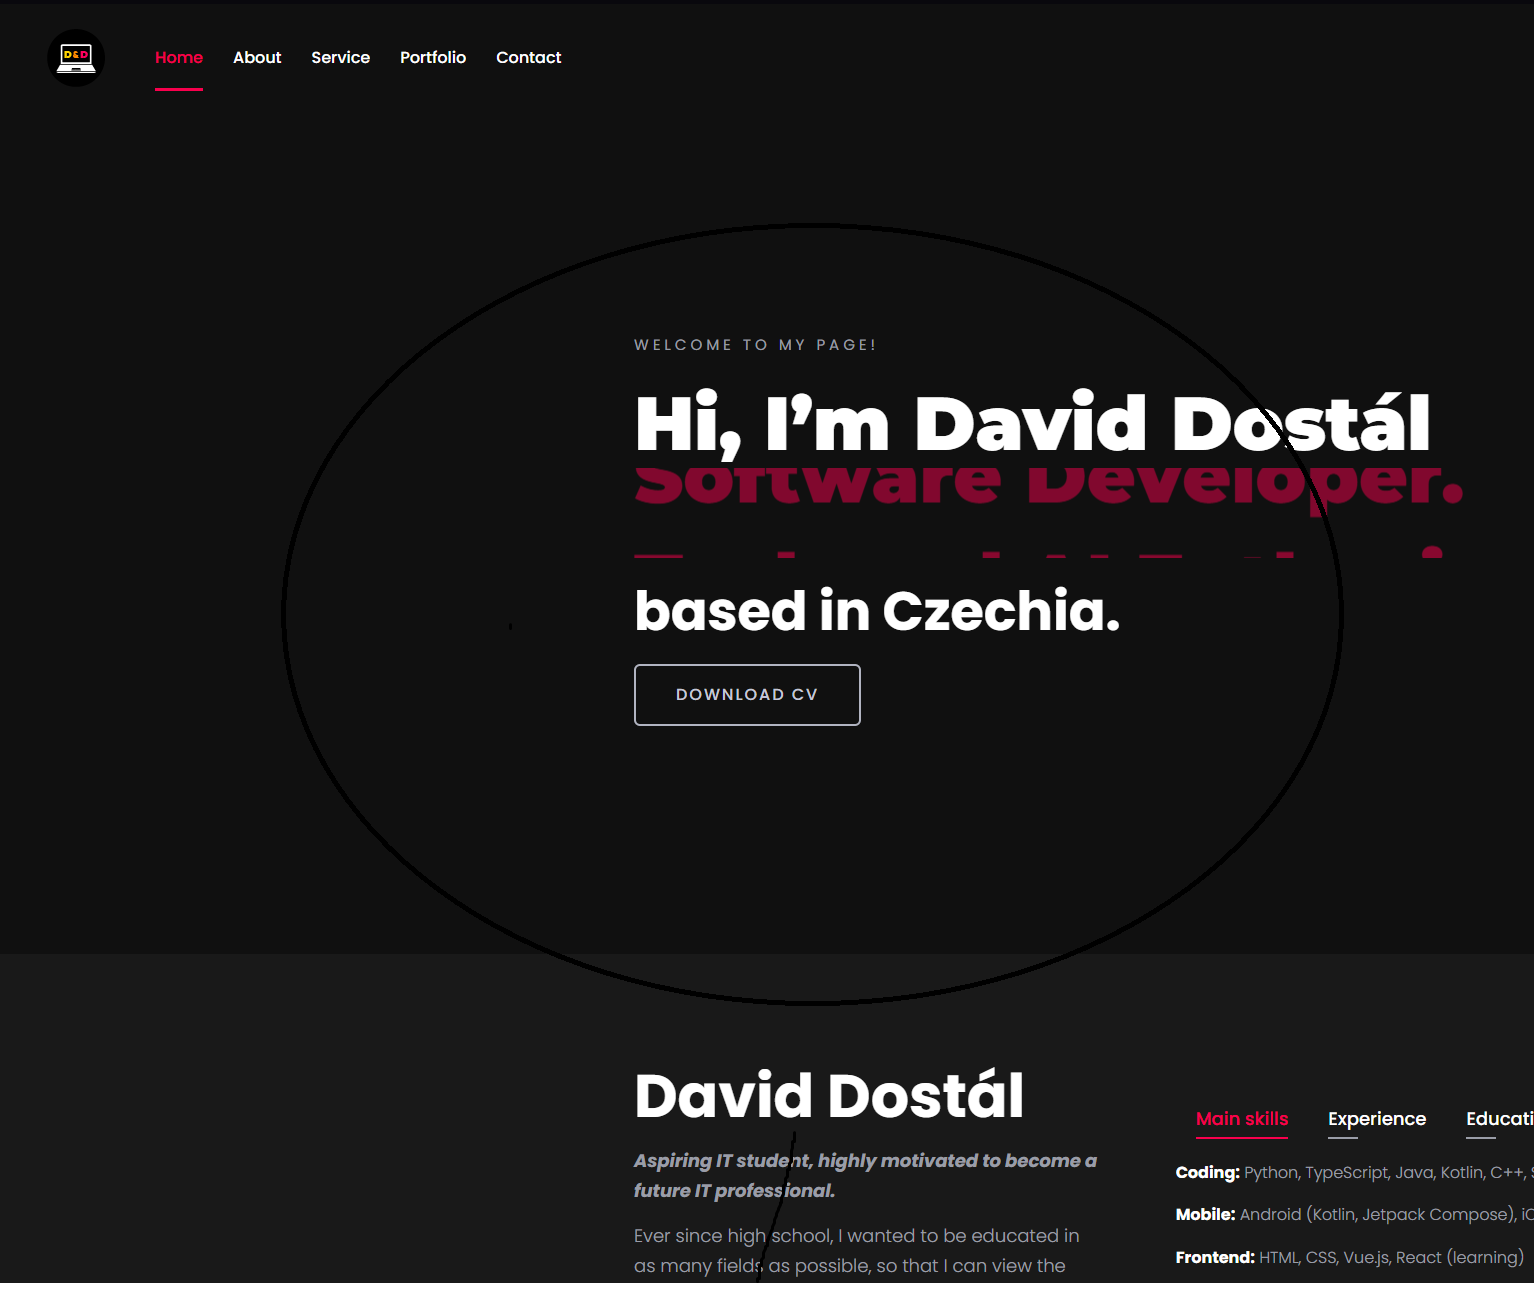 D&D
Home About Service Portfolio Contact
WELCOME TO MY PAGE!
Hi, I’m David Dostál
Software Developer.
based in Czechia.
DOWNLOAD CV
David Dostál
Aspiring IT student, highly motivated to become a
future IT professional.
Ever since high school, I wanted to be educated in
as many fields as possible, so that I can view the
Main skills Experience Educati
Coding: Python, TypeScript, Java, Kotlin, C++,
Mobile: Android (Kotlin, Jetpack Compose),
Frontend: HTML, CSS, Vue.js, React (learning)